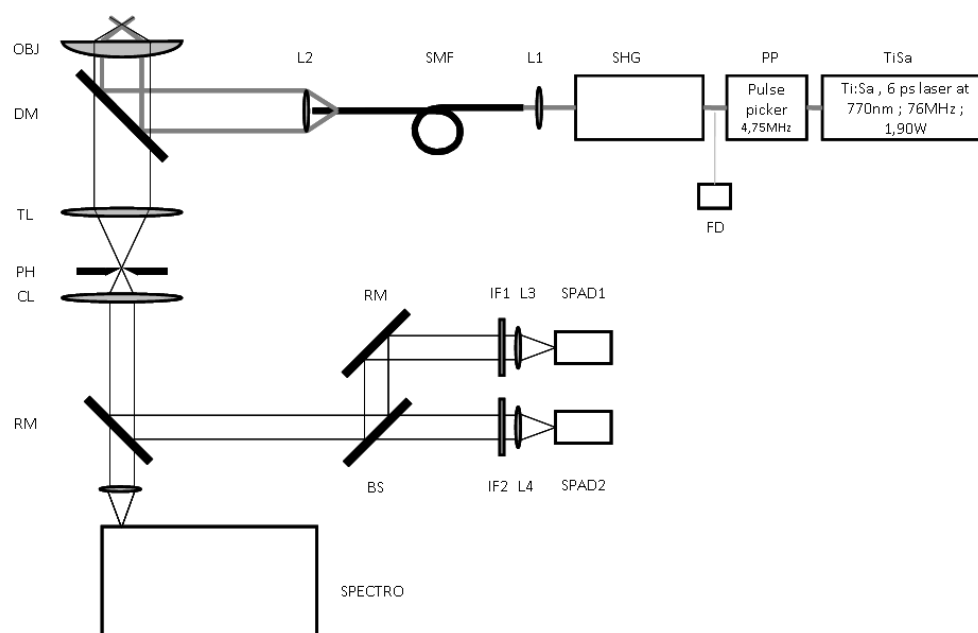 OBJ
L2
SMF
L1
SHG
PP
TiSa
DM
Pulse
picker
4,75MHz
Ti:Sa , 6 ps laser at
770nm ; 76MHz ;
1,90W
TL
FD
PH
CL
RM
IF1
L3
SPAD1
RM
BS
IF2
L4
SPAD2
SPECTRO